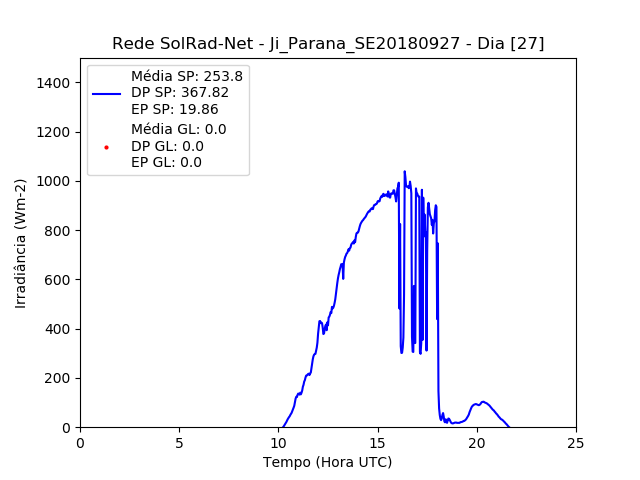 Rede SolRad-Net - Ji_Parana_SE20180927 - Dia [27]
Média SP: 253.8
DP SP: 367.82
EP SP: 19.86
Média GL: 0.0
DP GL: 0.0
EP GL: 0.0
Irradiância (Wm-2)
1400
1200
1000
800
600
400
200
0
0 5 10 15 20 25
Tempo (Hora UTC)